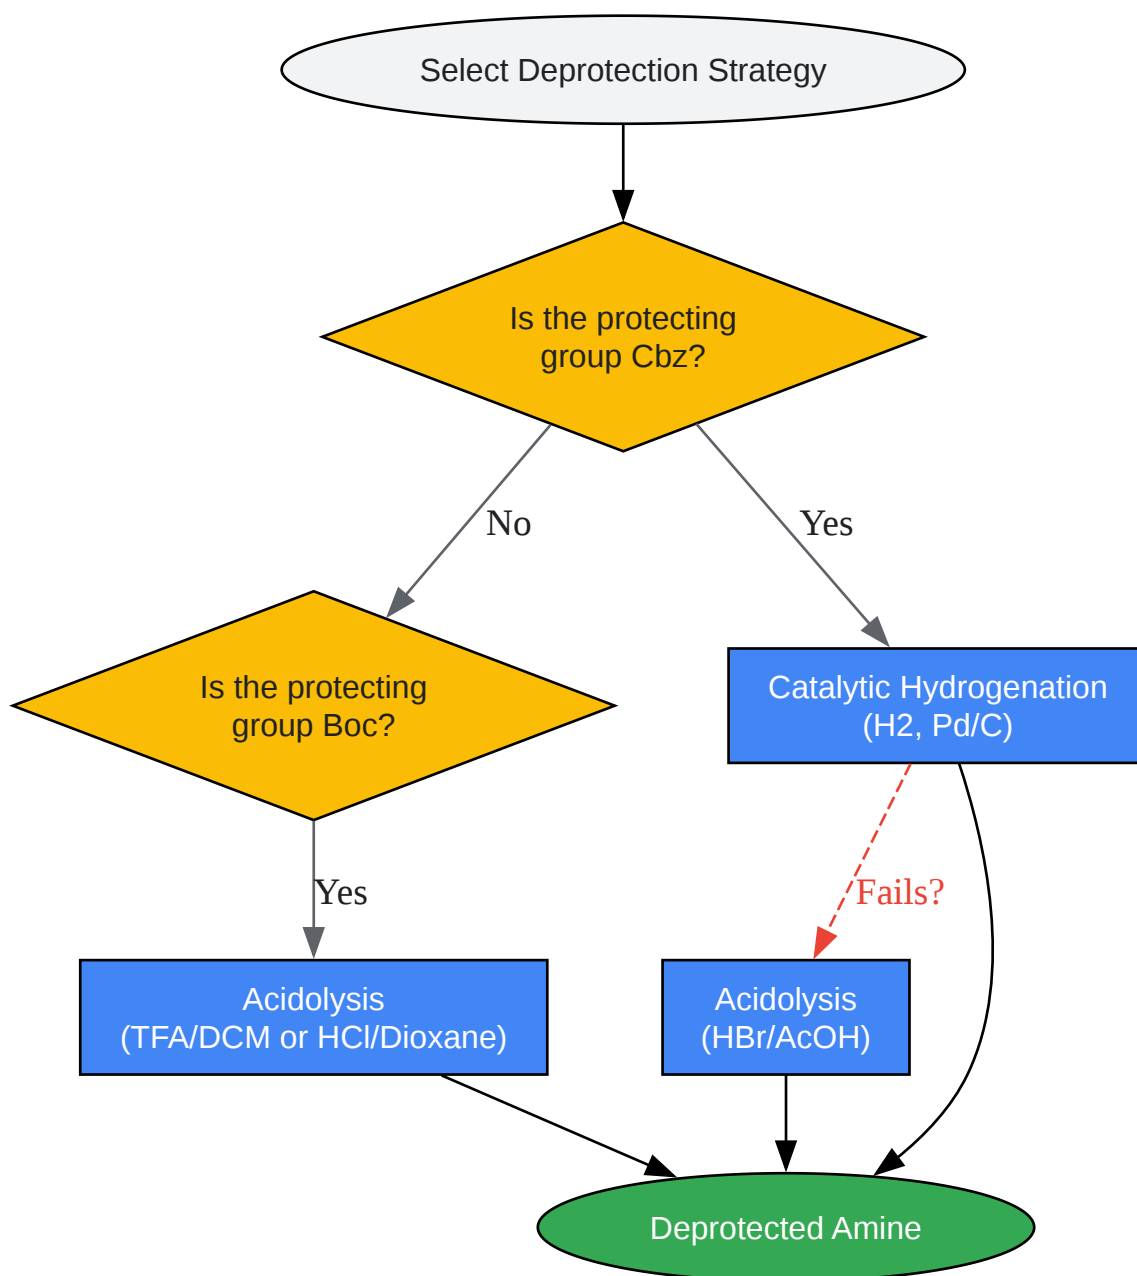 Select Deprotection Strategy
Is the protecting
group Cbz?
No
Yes
Is the protecting
group Boc?
Catalytic Hydrogenation
(H2, Pd/C)
Yes
Fails?
Acidolysis
(TFA/DCM or HCl/Dioxane)
Acidolysis
(HBr/AcOH)
Deprotected Amine